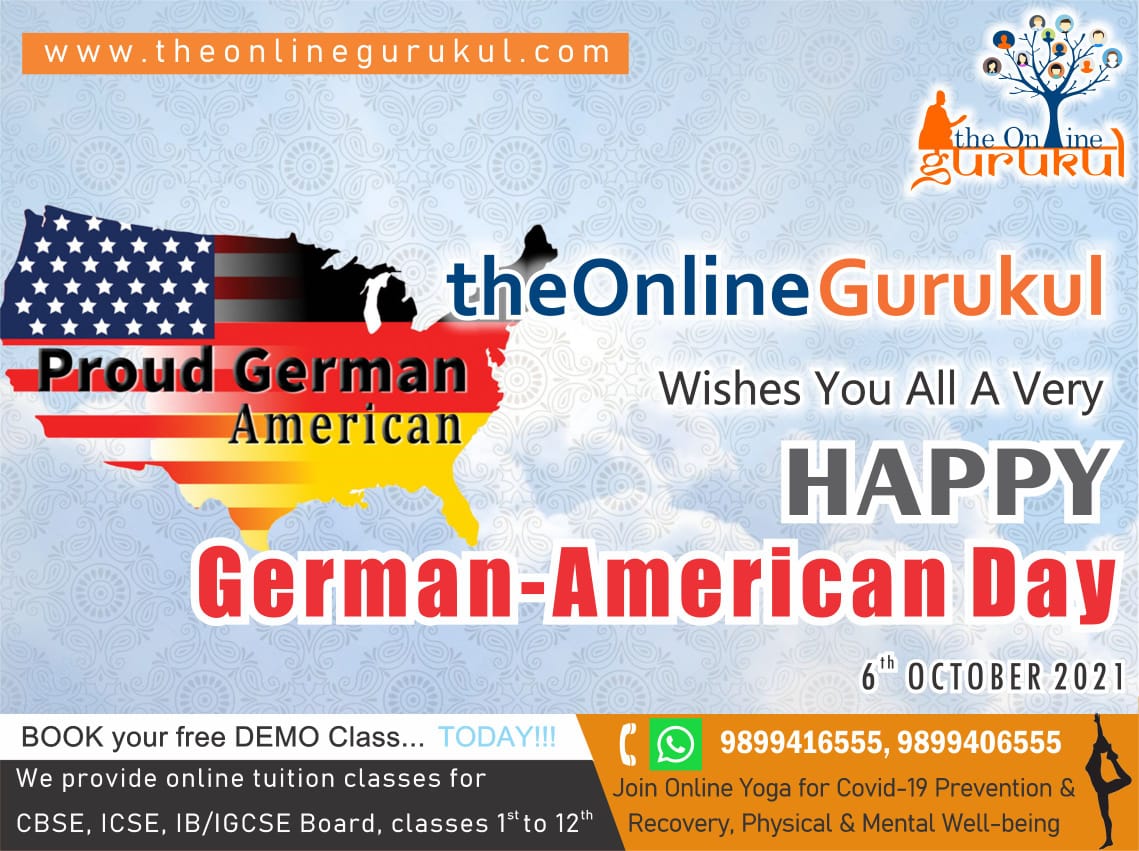 www.theonlinegurukul.com
the Online
gurukul
Proud German
American
theOnlineGurukul
Wishes You All A Very
HAPPY
German-American Day
6th OCTOBER 2021
BOOK your free DEMO Class... TODAY!!!
We provide online tuition classes for
CBSE, ICSE, IB/IGCSE Board, classes 1st to 12th
9899416555, 9899406555
Join Online Yoga for Covid-19 Prevention &
Recovery, Physical & Mental Well-being